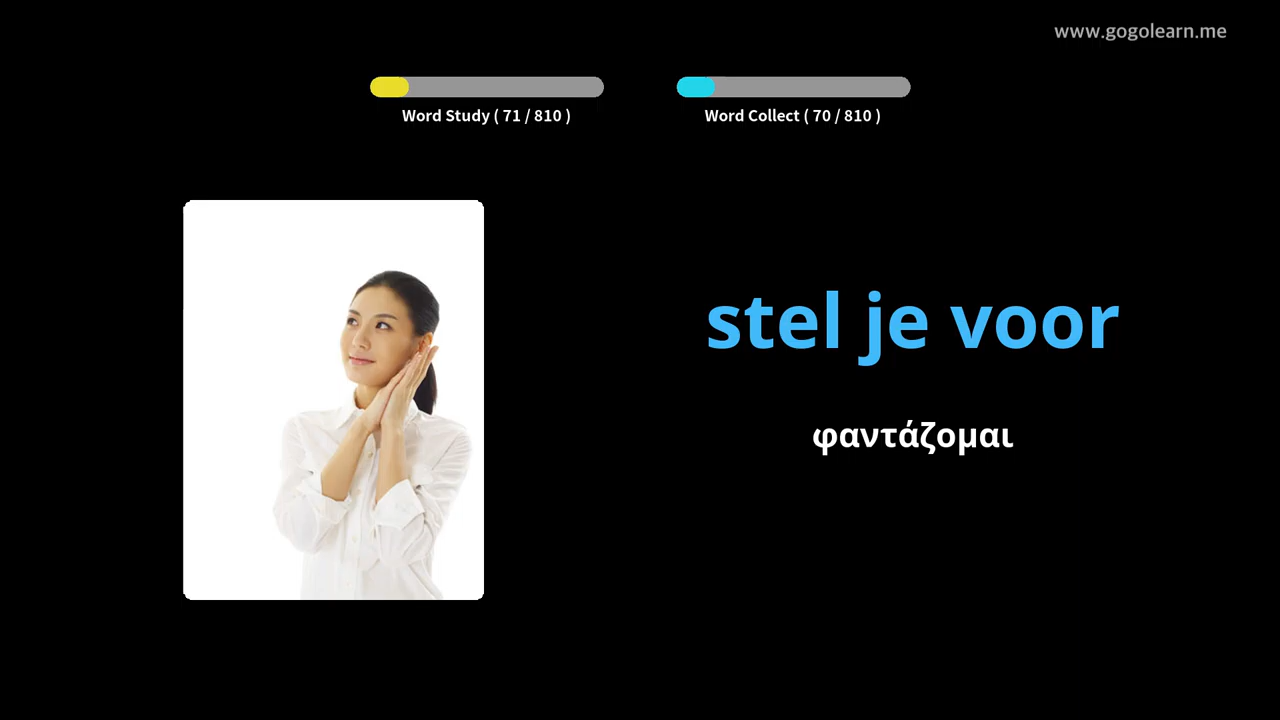 www.gogolearn.me
Word Study ( 71 / 810 )
Word Collect ( 70 / 810 )
stel je voor
φαντάζομαι